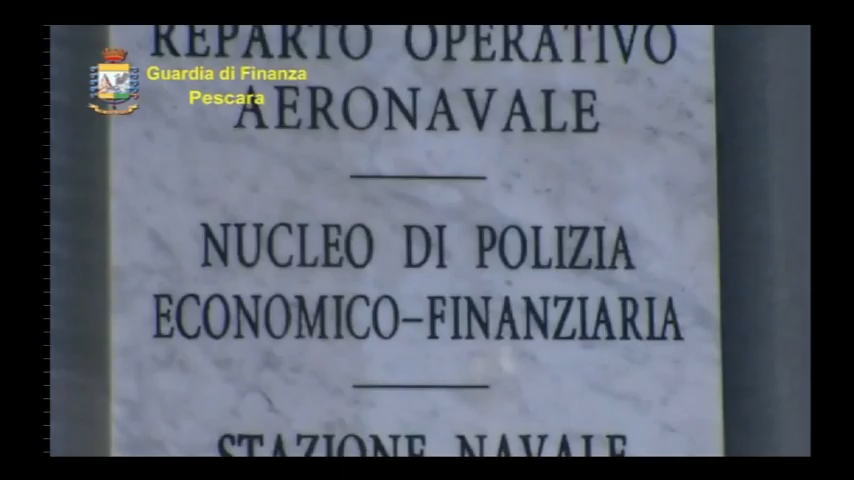 REPARTO OPERATIVO
Guardia di Finanza
Pescara
AERONAVALE
NUCLEO DI POLIZIA
ECONOMICO-FINANZIARIA
STAZIONE NAVALE